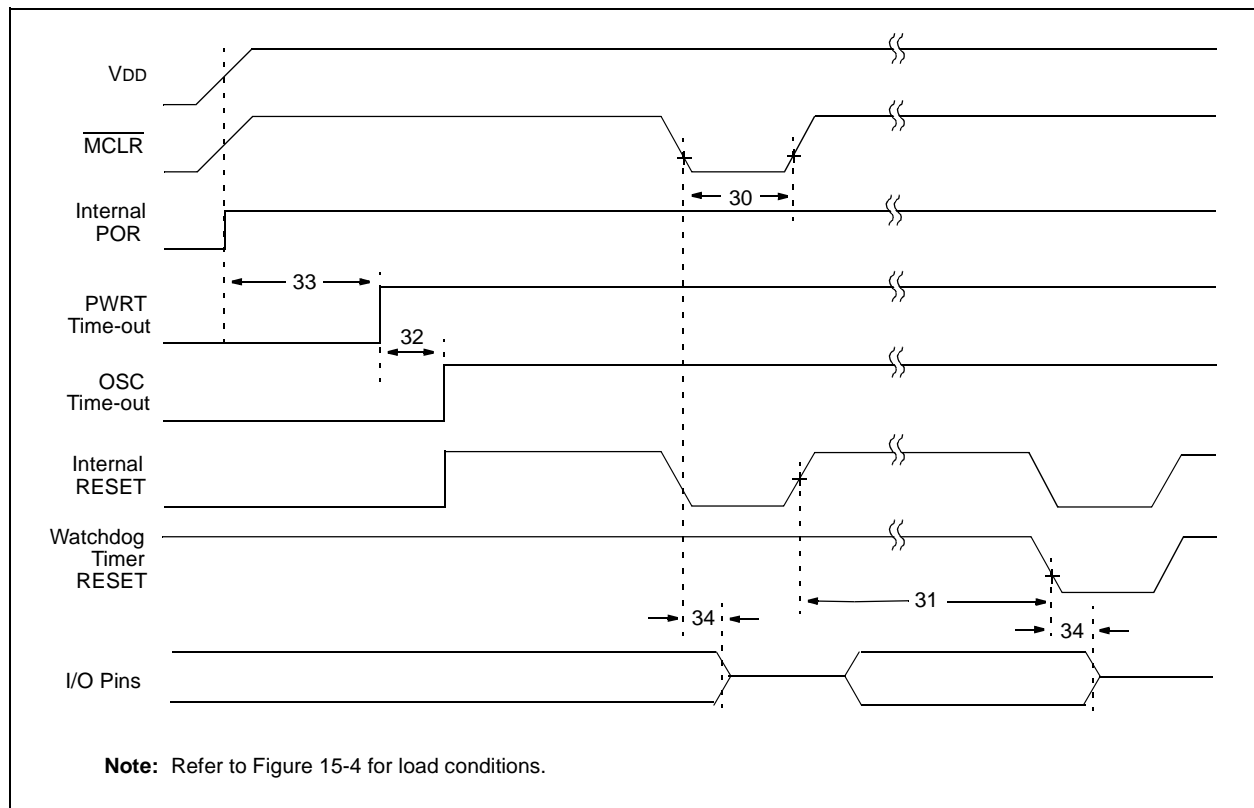 VDD
MCLR
30
Internal
POR
33
PWRT
Time-out
32
OSC
Time-out
Internal
RESET
Watchdog
Timer
RESET
31
34
34
I/O Pins
Note: Refer to Figure 15-4 for load conditions.